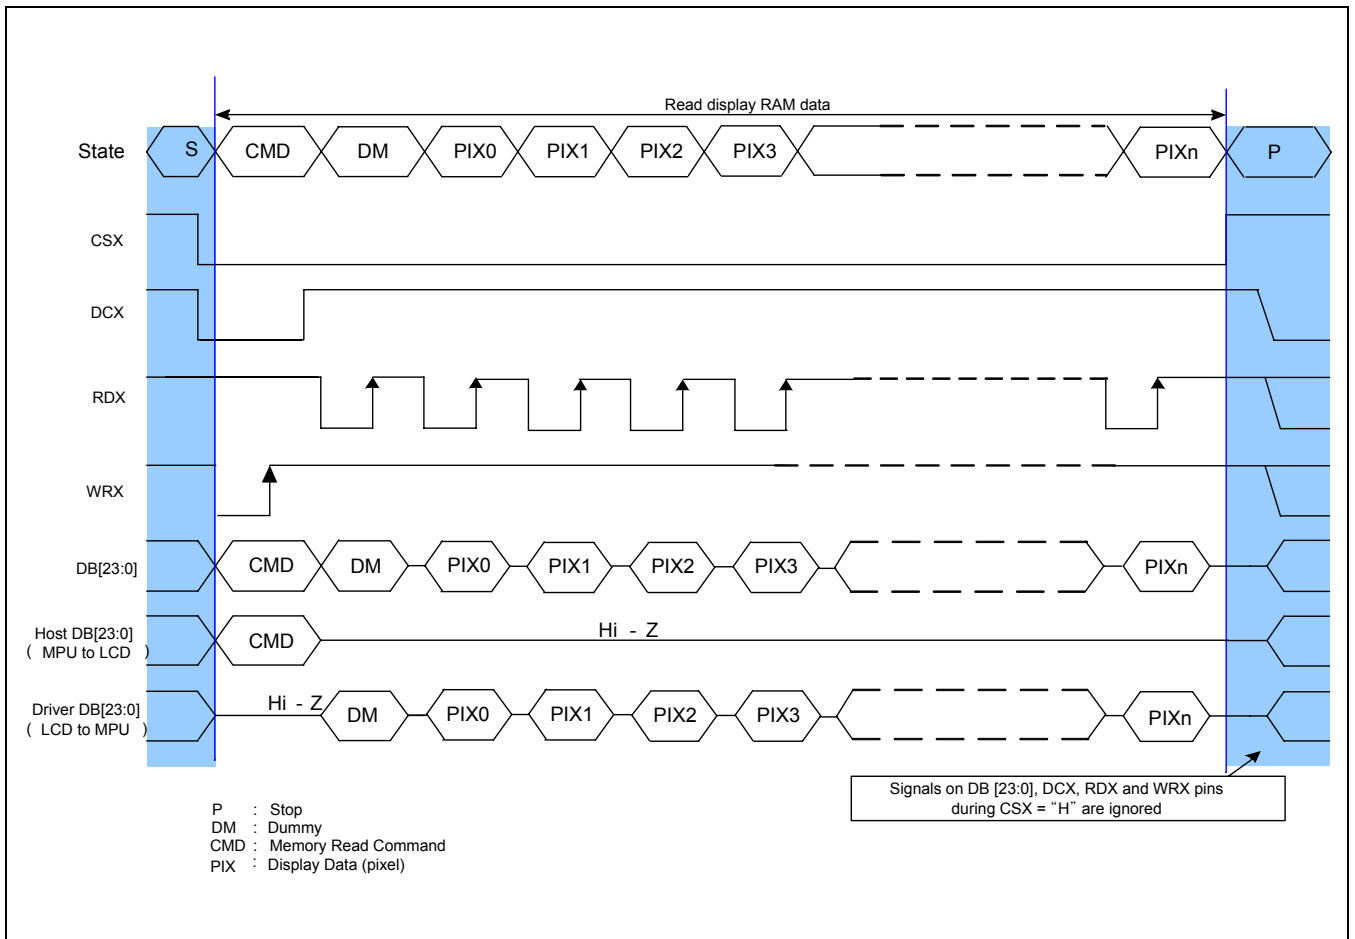 Read display RAM data
State S CMD DM PIX0 PIX1 PIX2 PIX3 PIXn P
CSX
DCX
RDX
WRX
DB[23:0] CMD DM PIX0 PIX1 PIX2 PIX3 PIXn
Host DB[23:0]
( MPU to LCD ) CMD Hi - Z
Driver DB[23:0]
( LCD to MPU ) Hi - Z DM PIX0 PIX1 PIX2 PIX3 PIXn
Signals on DB [23:0], DCX, RDX and WRX pins
during CSX = “H” are ignored
P : Stop
DM : Dummy
CMD : Memory Read Command
PIX : Display Data (pixel)